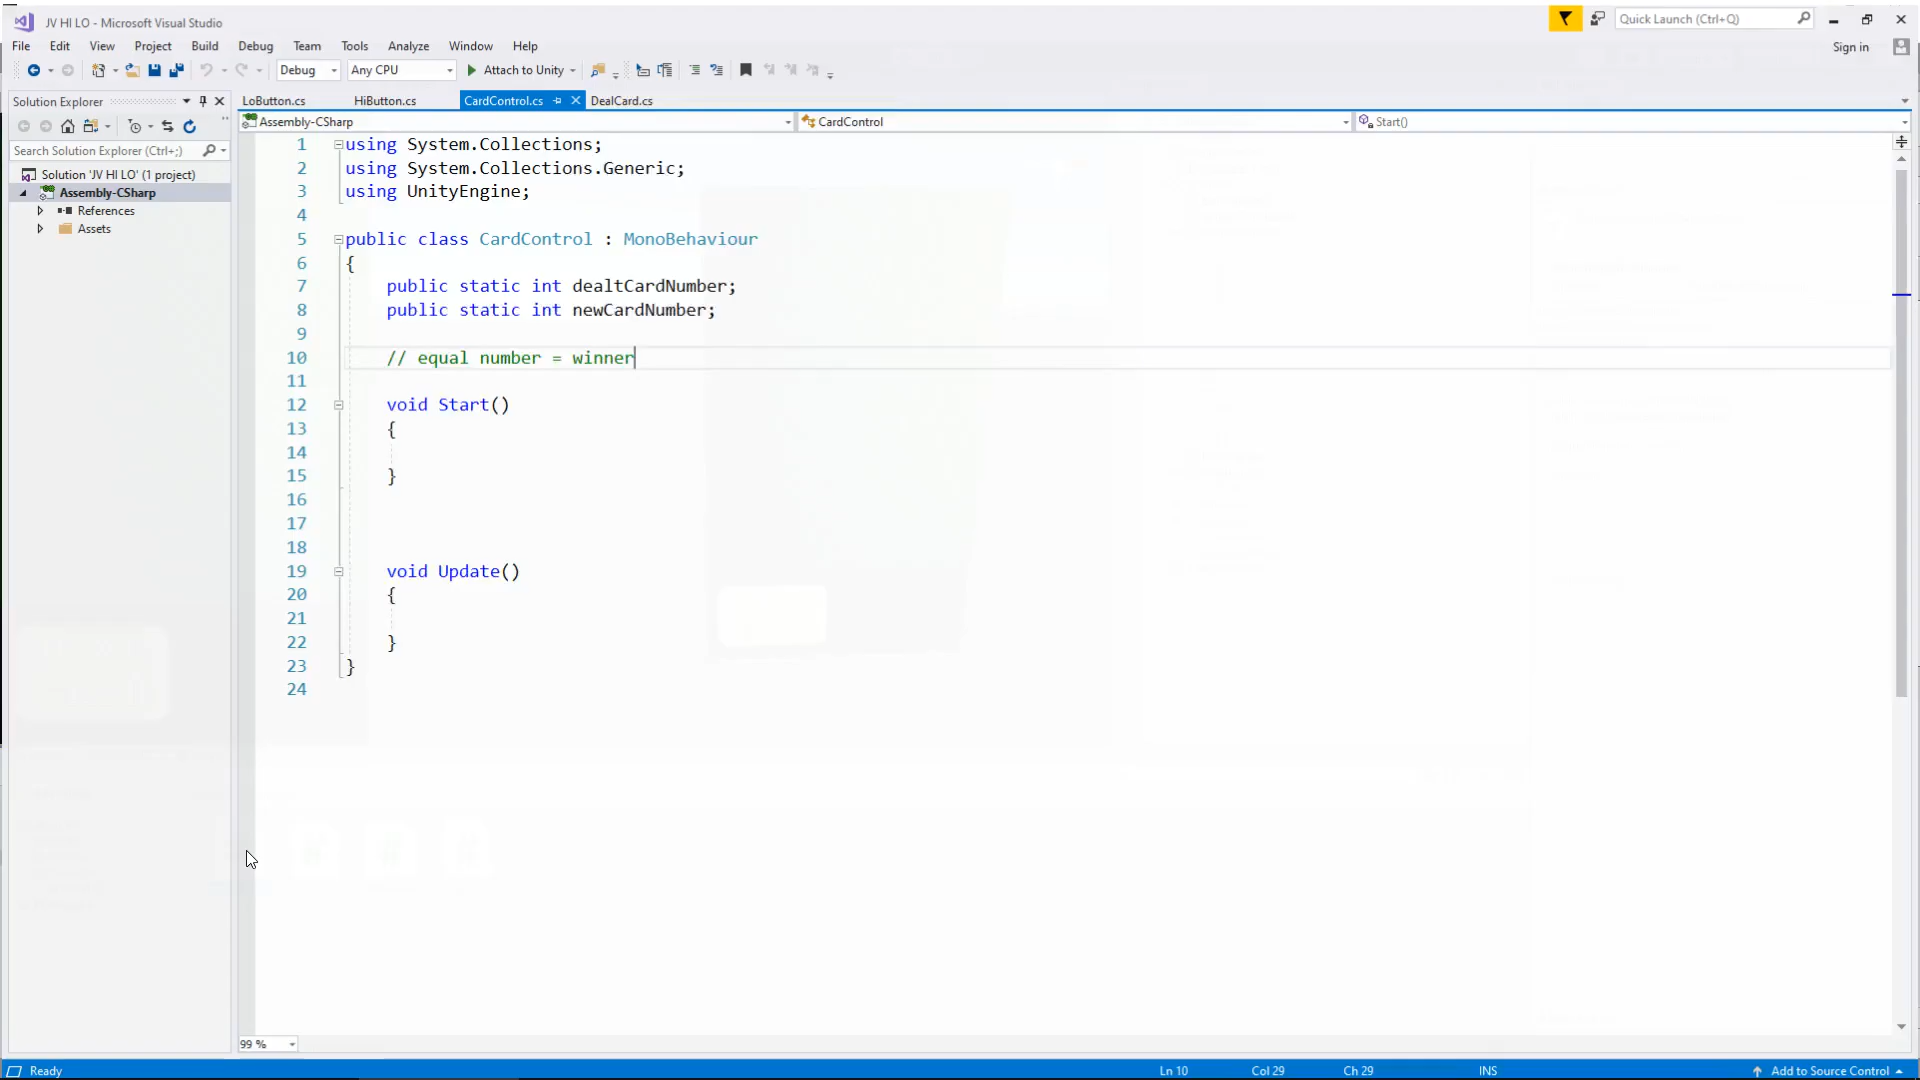 JV HI LO - Microsoft Visual Studio
Quick Launch (Ctrl+Q)
File Edit View Project Build Debug Team Tools Analyze Window Help
Sign in
Debug Any CPU Attach to Unity
Solution Explorer
LoButton.cs HiButton.cs CardControl.cs DealCard.cs
Assembly-CSharp CardControl Start()
Search Solution Explorer (Ctrl+;)
Solution 'JV HI LO' (1 project)
Assembly-CSharp
References
Assets
1 using System.Collections;
2 using System.Collections.Generic;
3 using UnityEngine;
4
5 public class CardControl : MonoBehaviour
6 {
7 public static int dealtCardNumber;
8 public static int newCardNumber;
9
10 // equal number = winner
11
12 void Start()
13 {
14
15 }
16
17
18
19 void Update()
20 {
21
22 }
23 }
24
99 %
Ready Ln 10 Col 29 Ch 29 INS Add to Source Control